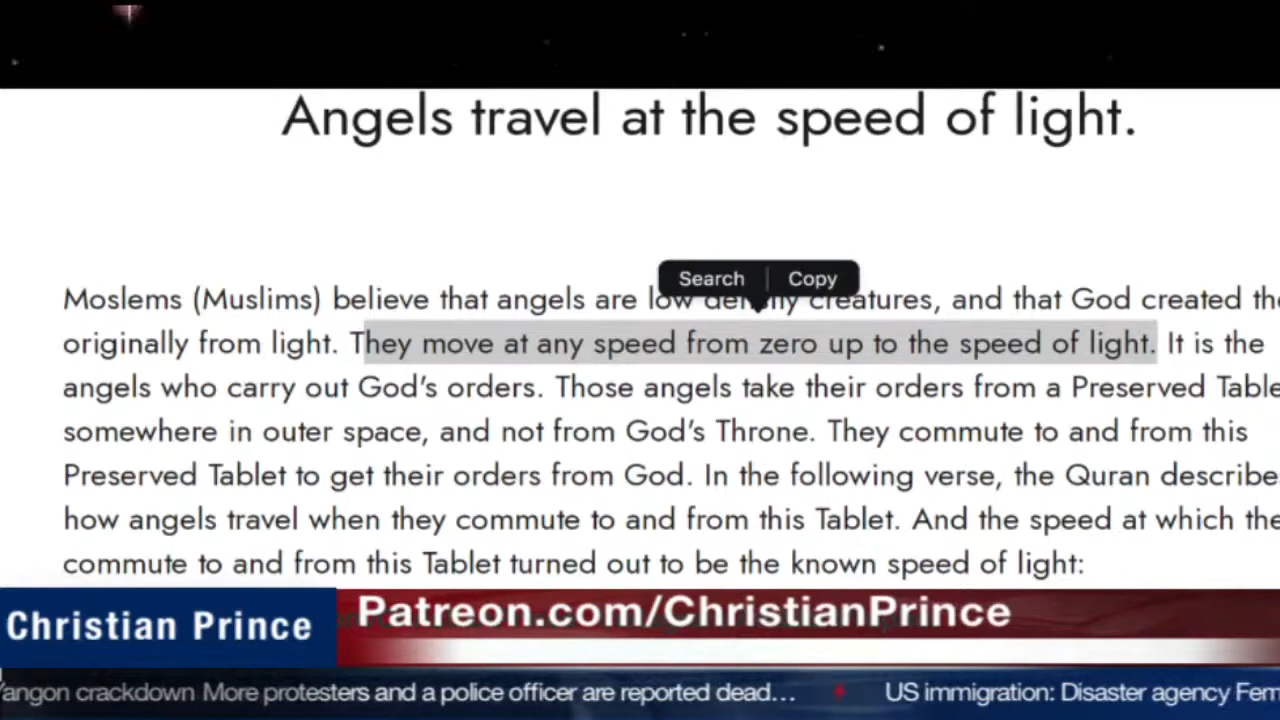 Angels travel at the speed of light.
Search Copy
Moslems (Muslims) believe that angels are low creatures, and that God created
originally from light. They move at any speed from zero up to the speed of light. It is the
angels who carry out God's orders. Those angels take their orders from a Preserved
somewhere in outer space, and not from God's Throne. They commute to and from this
Preserved Tablet to get their orders from God. In the following verse, the Quran
how angels travel when they commute to and from this Tablet. And the speed at which
commute to and from this Tablet turned out to be the known speed of light:
Christian Prince
Patreon.com/ChristianPrince
crackdown More protesters and a police officer are reported dead... US immigration: Disaster agency